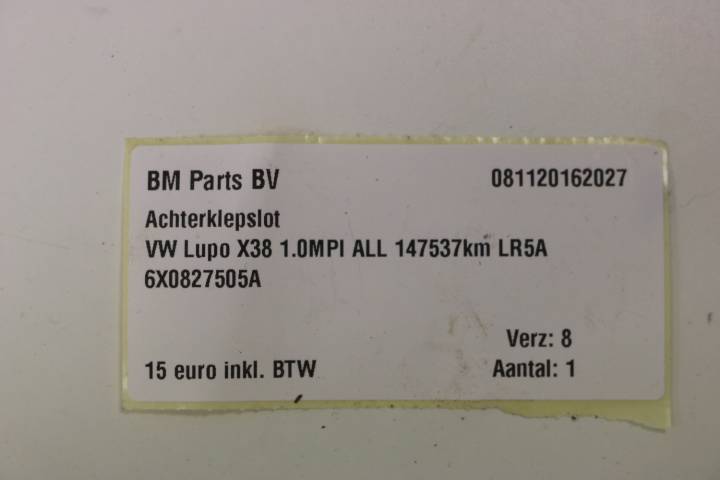 BM Parts BV 081120162027
Achterklepslot
VW Lupo X38 1.0MPI ALL 147537km LR5A
6X0827505A
Verz: 8
15 euro inkl. BTW Aantal: 1